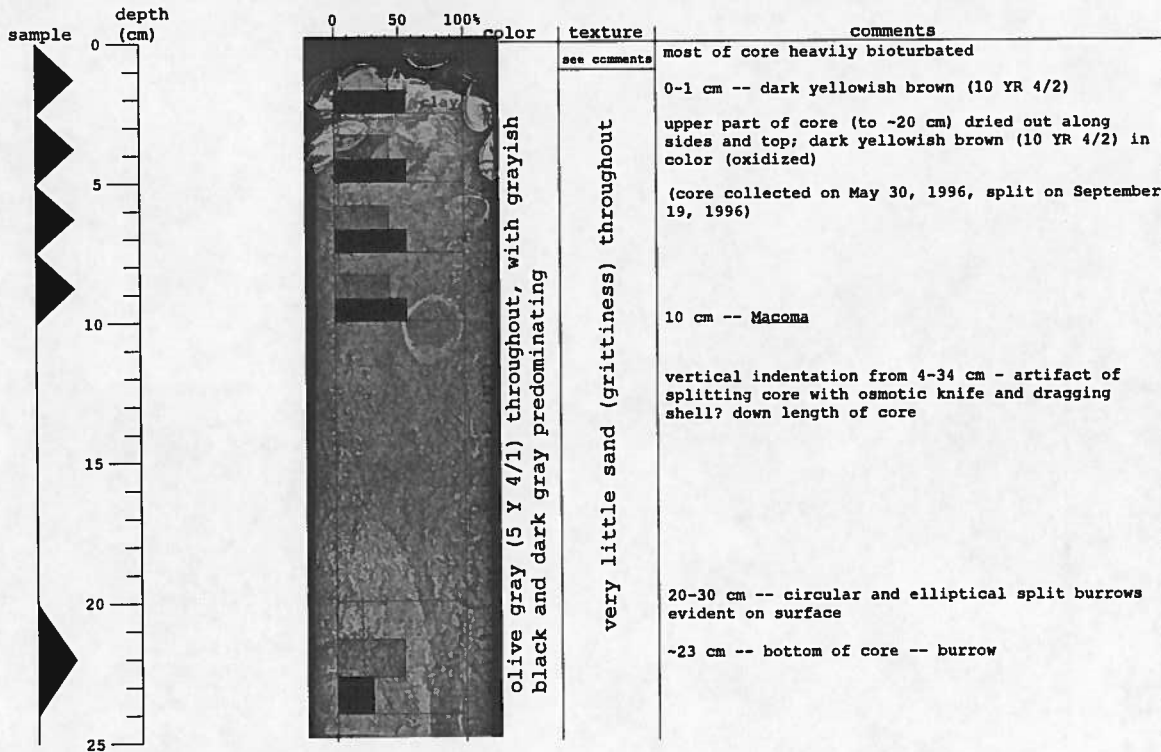 sample
depth
(cm)
0 50 100%
color
texture
comments
0
5
10
15
20
25
clay
olive gray (5 Y 4/1) throughout, with grayish
black and dark gray predominating
see comments
very little sand (grittiness) throughout
most of core heavily bioturbated
0-1 cm -- dark yellowish brown (10 YR 4/2)
upper part of core (to ~20 cm) dried out along
sides and top; dark yellowish brown (10 YR 4/2) in
color (oxidized)
(core collected on May 30, 1996, split on September
19, 1996)
10 cm -- Macoma
vertical indentation from 4-34 cm - artifact of
splitting core with osmotic knife and dragging
shell? down length of core
20-30 cm -- circular and elliptical split burrows
evident on surface
~23 cm -- bottom of core -- burrow